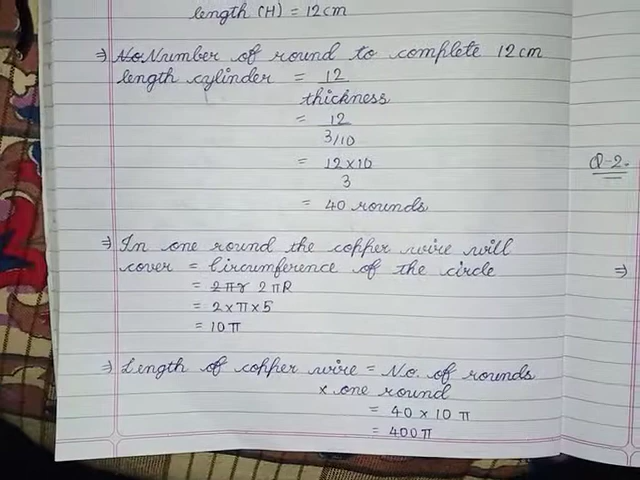 length (H) = 12cm
⇒ No Number of round to complete 12cm
length cylinder = 12
thickness
= 12
3/10
= 12×10
3
= 40 rounds
Q-2.
⇒ In one round the copper wire will
cover = Circumference of the circle
⇒
= 2πr 2πR
= 2×π×5
= 10π
⇒ Length of copper wire = No. of rounds
× one round
= 40 × 10π
= 400π